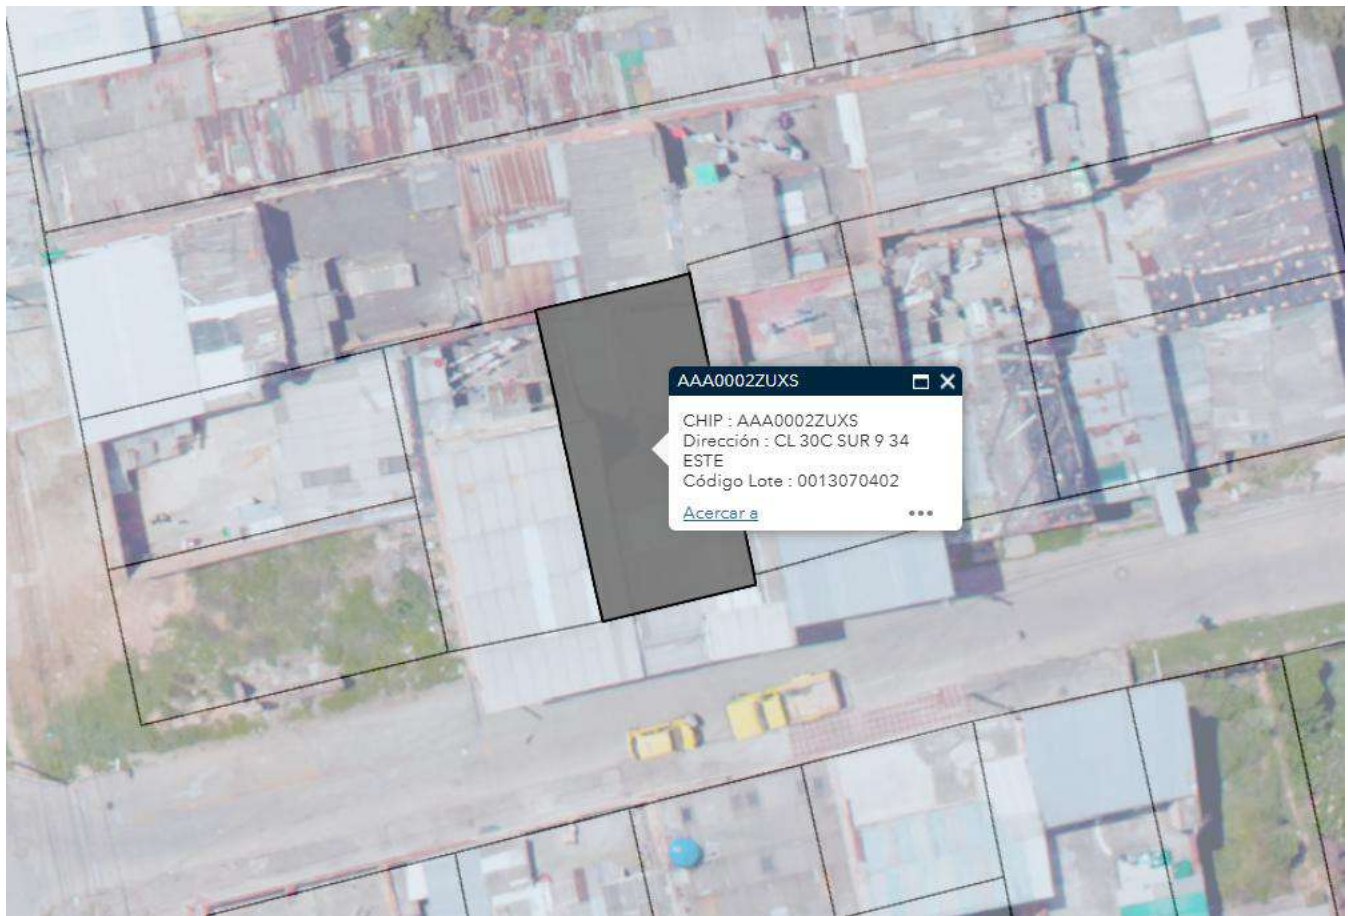 AAA0002ZUXS
CHIP : AAA0002ZUXS
Dirección : CL 30C SUR 9 34
ESTE
Código Lote : 0013070402
Acercar a